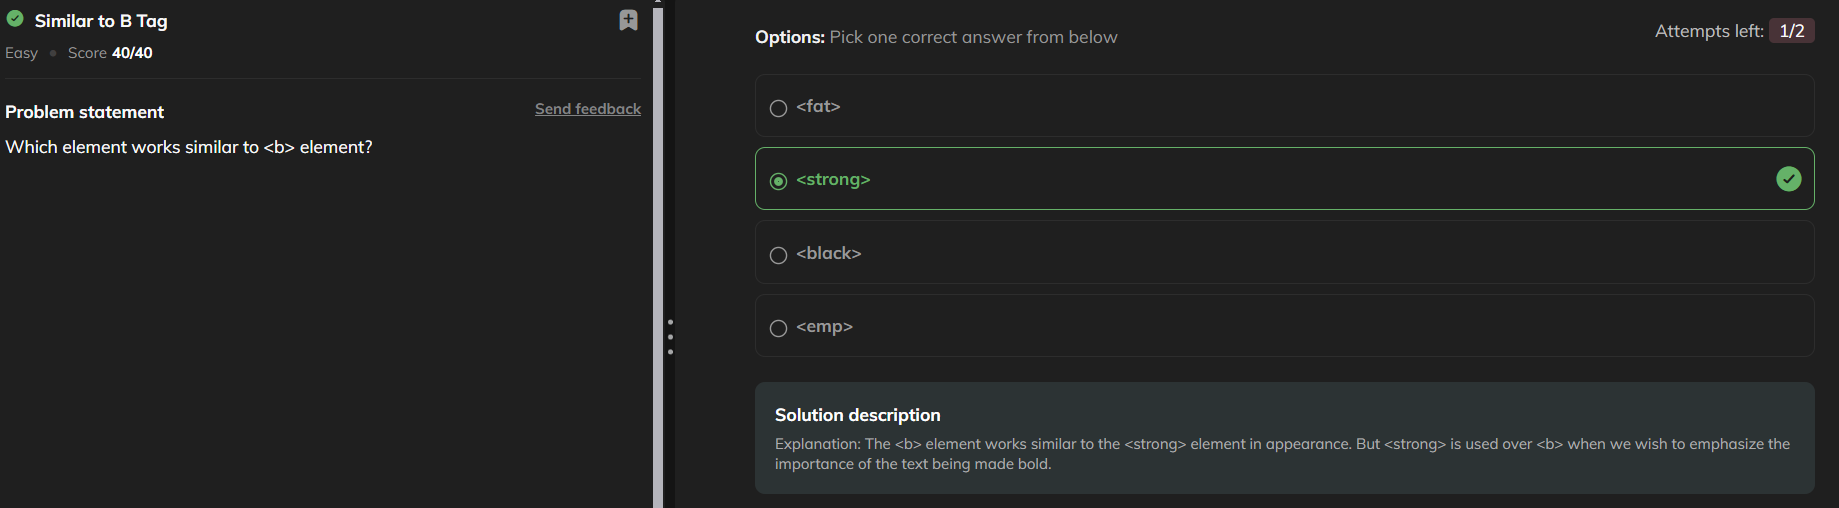 Similar to B Tag
Easy • Score 40/40
Problem statement
Send feedback
Which element works similar to <b> element?
Options: Pick one correct answer from below
Attempts left: 1/2
<fat>
<strong>
<black>
<emp>
Solution description
Explanation: The <b> element works similar to the <strong> element in appearance. But <strong> is used over <b> when we wish to emphasize the
importance of the text being made bold.